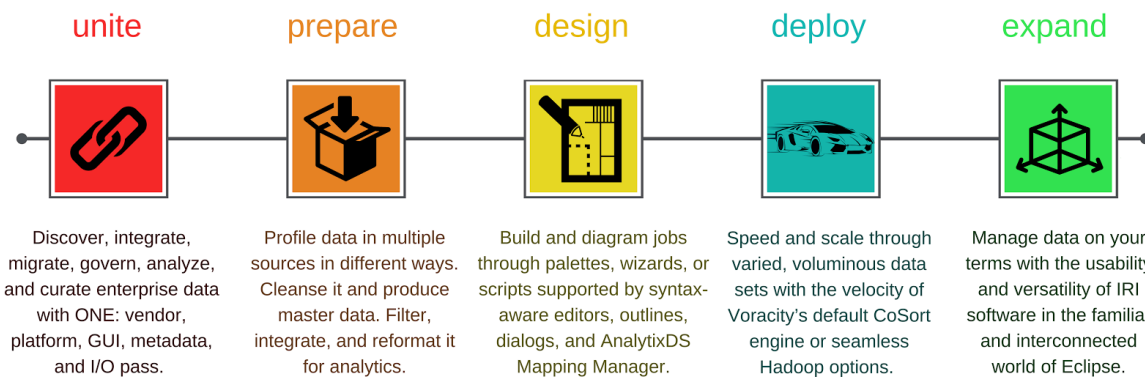 unite
prepare
design
deploy
expand
Discover, integrate,
migrate, govern, analyze,
and curate enterprise data
with ONE: vendor,
platform, GUI, metadata,
and I/O pass.
Profile data in multiple
sources in different ways.
Cleanse it and produce
master data. Filter,
integrate, and reformat it
for analytics.
Build and diagram jobs
through palettes, wizards, or
scripts supported by syntax-
aware editors, outlines,
dialogs, and AnalytixDS
Mapping Manager.
Speed and scale through
varied, voluminous data
sets with the velocity of
Voracity's default CoSort
engine or seamless
Hadoop options.
Manage data on your
terms with the usability
and versatility of IRI
software in the familia
and interconnected
world of Eclipse.